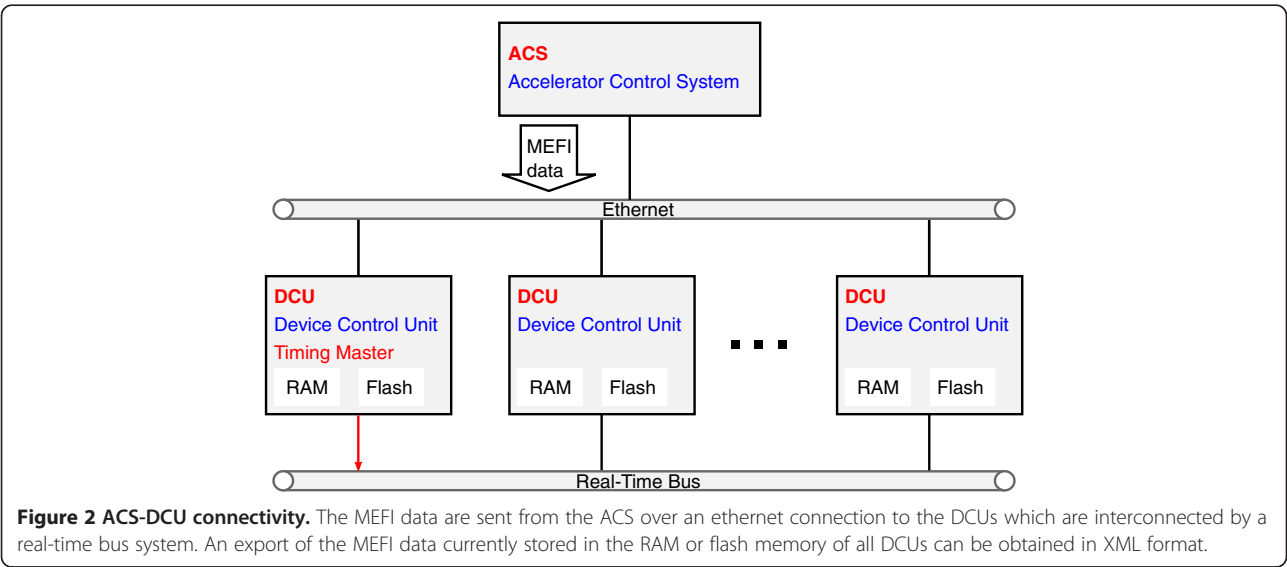 ACS
Accelerator Control System
MEFI
data
Ethernet
DCU
Device Control Unit
Timing Master
RAM Flash
DCU
Device Control Unit
RAM Flash
DCU
Device Control Unit
RAM Flash
Real-Time Bus
Figure 2 ACS-DCU connectivity. The MEFI data are sent from the ACS over an ethernet connection to the DCUs which are interconnected by a
real-time bus system. An export of the MEFI data currently stored in the RAM or flash memory of all DCUs can be obtained in XML format.